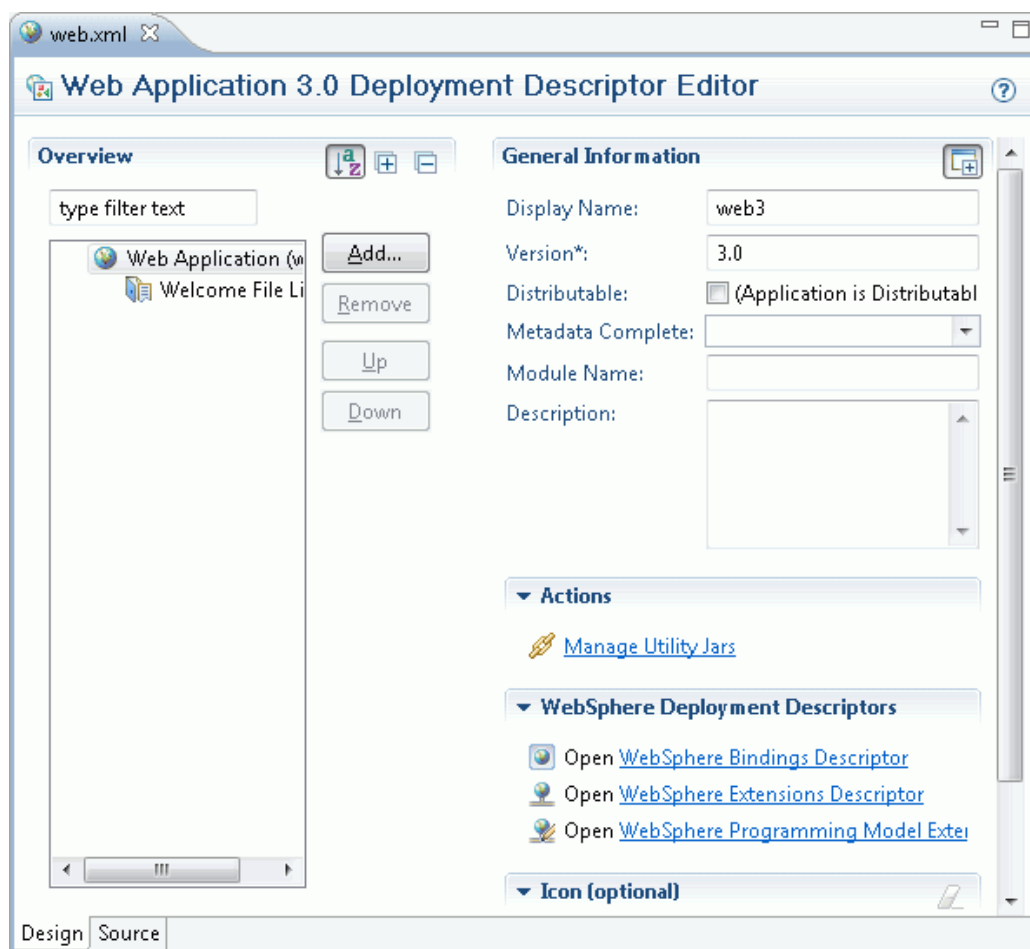 web.xml
Web Application 3.0 Deployment Descriptor Editor
Overview
type filter text
Web Application (w
Welcome File Li
Add...
Remove
Up
Down
General Information
Display Name: web3
Version*: 3.0
Distributable: (Application is Distributabl
Metadata Complete:
Module Name:
Description:
Actions
Manage Utility Jars
WebSphere Deployment Descriptors
Open WebSphere Bindings Descriptor
Open WebSphere Extensions Descriptor
Open WebSphere Programming Model Exter
Icon (optional)
Design Source